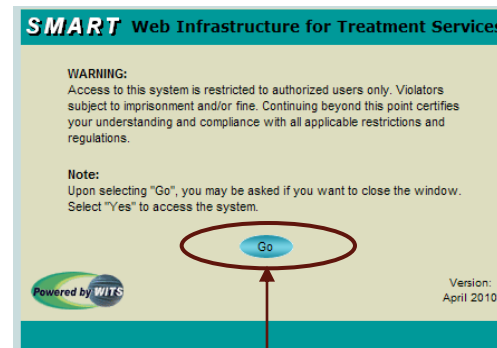 SMART Web Infrastructure for Treatment Services
WARNING:
Access to this system is restricted to authorized users only. Violators
subject to imprisonment and/or fine. Continuing beyond this point certifies
your understanding and compliance with all applicable restrictions and
regulations.
Note:
Upon selecting "Go", you may be asked if you want to close the window.
Select "Yes" to access the system.
Go
Powered by WITS
Version:
April 2010